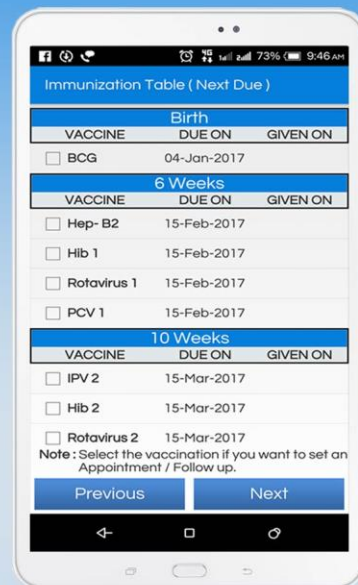 4G 73% 9:46 AM
Immunization Table ( Next Due )
Birth
VACCINE DUE ON GIVEN ON
BCG 04-Jan-2017
6 Weeks
VACCINE DUE ON GIVEN ON
Hep- B2 15-Feb-2017
Hib 1 15-Feb-2017
Rotavirus 1 15-Feb-2017
PCV 1 15-Feb-2017
10 Weeks
VACCINE DUE ON GIVEN ON
IPV 2 15-Mar-2017
Hib 2 15-Mar-2017
Rotavirus 2 15-Mar-2017
Note : Select the vaccination if you want to set an
Appointment / Follow up.
Previous Next